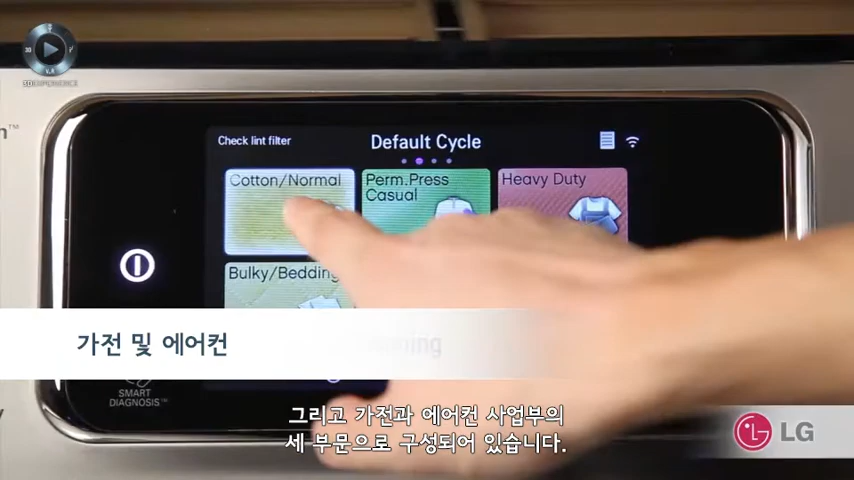 3DEXPERIENCE
Check lint filter
Default Cycle
Cotton/Normal
Perm.Press
Casual
Heavy Duty
Bulky/Bedding
가전 및 에어컨
SMART
DIAGNOSIS™
그리고 가전과 에어컨 사업부의
세 부문으로 구성되어 있습니다.
LG